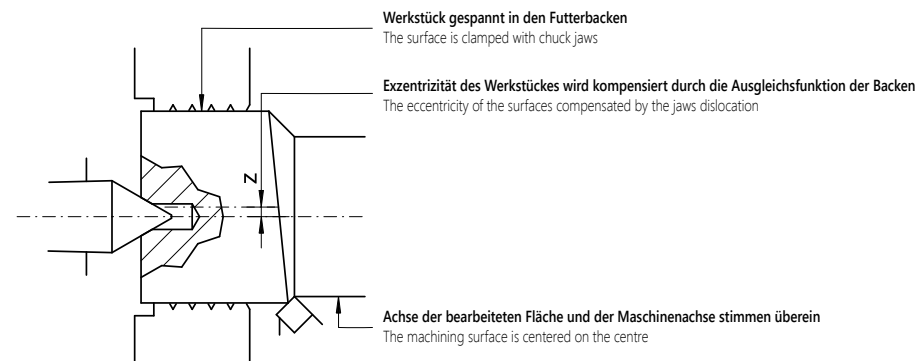 Werkstück gespannt in den Futterbacken
The surface is clamped with chuck jaws
Exzentrizität des Werkstückes wird kompensiert durch die Ausgleichsfunktion der Backen
The eccentricity of the surfaces compensated by the jaws dislocation
Z
Achse der bearbeiteten Fläche und der Maschinenachse stimmen überein
The machining surface is centered on the centre